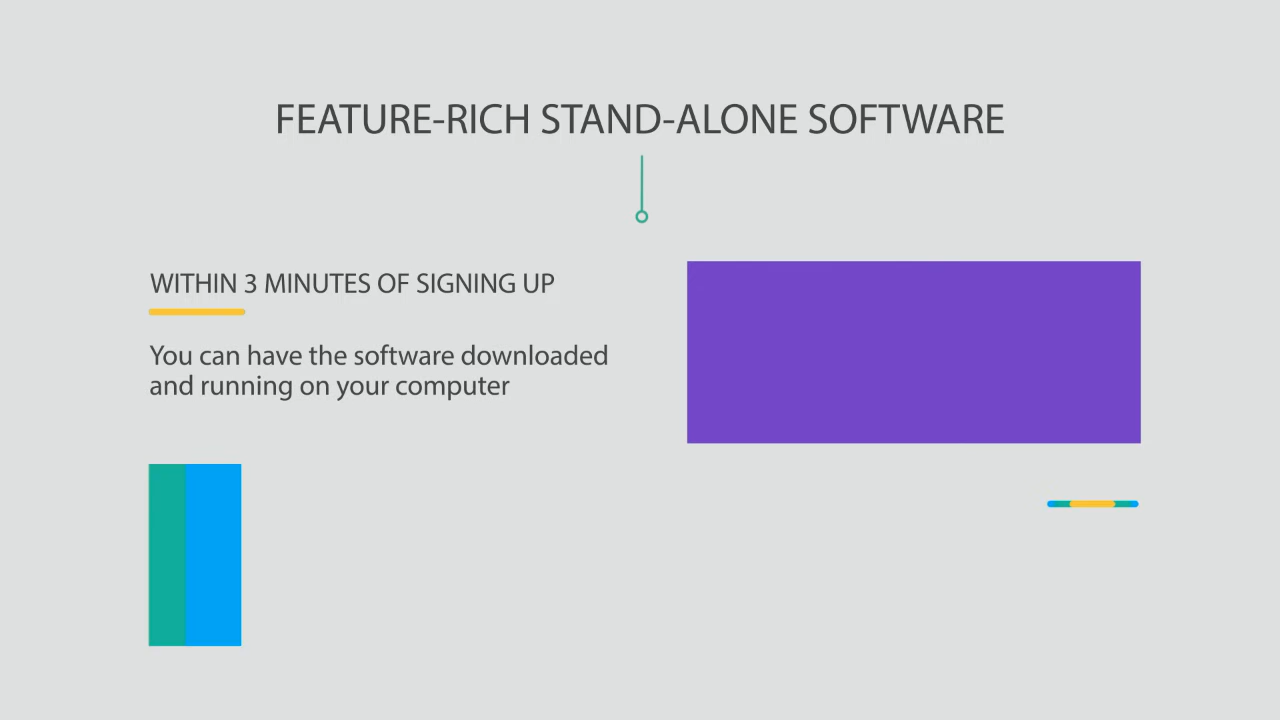 FEATURE-RICH STAND-ALONE SOFTWARE
WITHIN 3 MINUTES OF SIGNING UP
You can have the software downloaded
and running on your computer